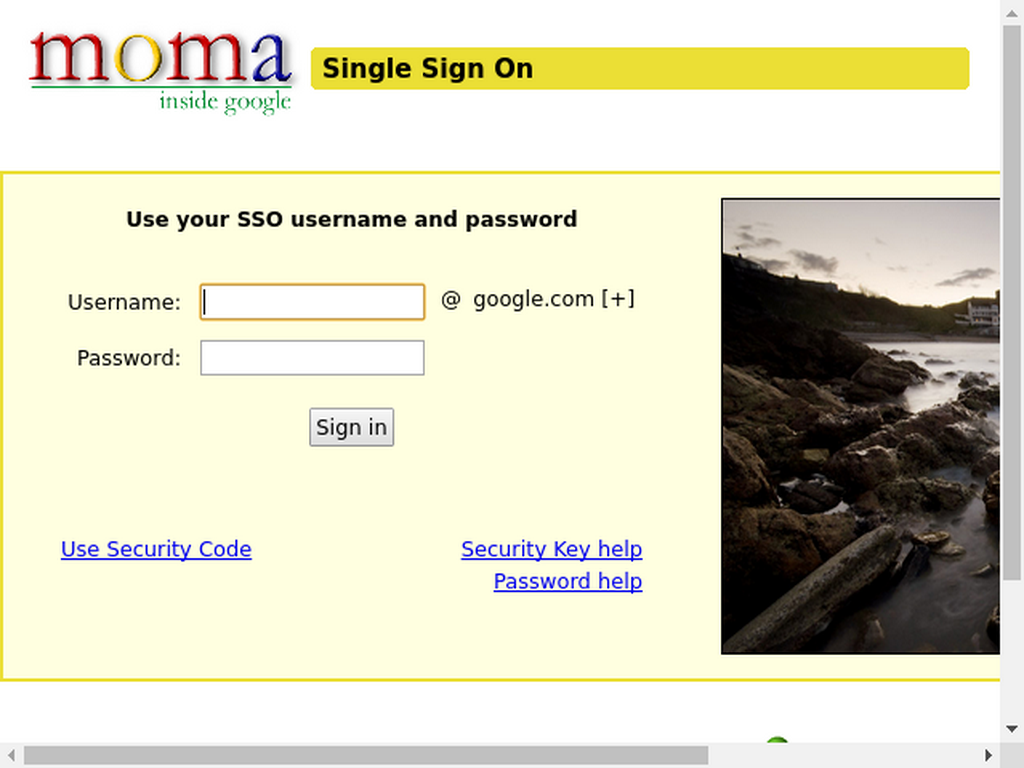 moma
inside google
Single Sign On
Use your SSO username and password
Username: @ google.com [+]
Password:
Sign in
Use Security Code
Security Key help
Password help